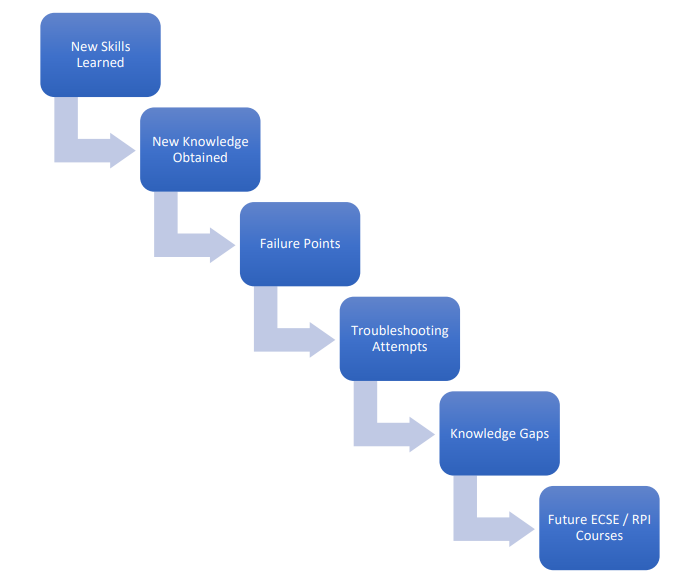 New Skills
Learned
New Knowledge
Obtained
Failure Points
Troubleshooting
Attempts
Knowledge Gaps
Future ECSE / RPI
Courses